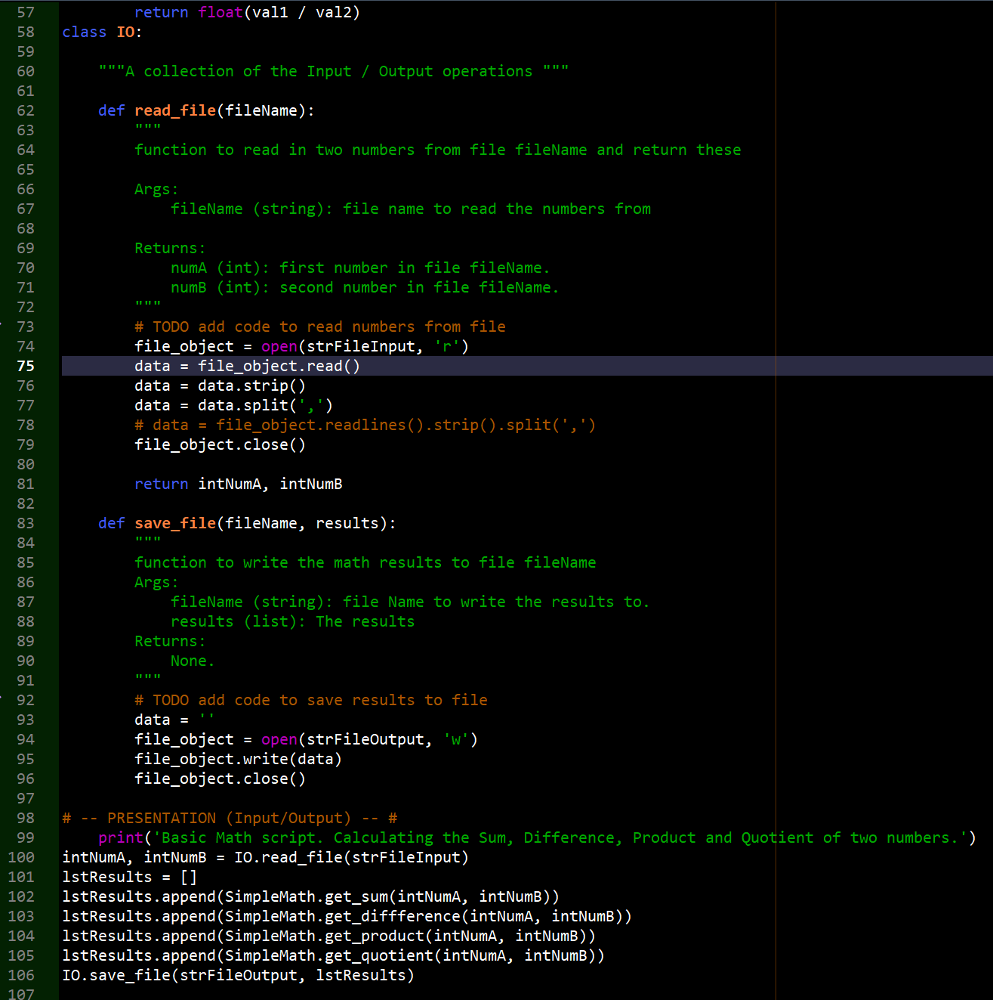 57         return float(val1 / val2)
58 class IO:
59
60     """A collection of the Input / Output operations """
61
62     def read_file(fileName):
63         """
64         function to read in two numbers from file fileName and return these
65
66         Args:
67             fileName (string): file name to read the numbers from
68
69         Returns:
70             numA (int): first number in file fileName.
71             numB (int): second number in file fileName.
72         """
73         # TODO add code to read numbers from file
74         file_object = open(strFileInput, 'r')
75         data = file_object.read()
76         data = data.strip()
77         data = data.split(',')
78         # data = file_object.readlines().strip().split(',')
79         file_object.close()
80
81         return intNumA, intNumB
82
83     def save_file(fileName, results):
84         """
85         function to write the math results to file fileName
86         Args:
87             fileName (string): file Name to write the results to.
88             results (list): The results
89         Returns:
90             None.
91         """
92         # TODO add code to save results to file
93         data = ''
94         file_object = open(strFileOutput, 'w')
95         file_object.write(data)
96         file_object.close()
97
98 # -- PRESENTATION (Input/Output) -- #
99     print('Basic Math script. Calculating the Sum, Difference, Product and Quotient of two numbers.')
100 intNumA, intNumB = IO.read_file(strFileInput)
101 lstResults = []
102 lstResults.append(SimpleMath.get_sum(intNumA, intNumB))
103 lstResults.append(SimpleMath.get_diffference(intNumA, intNumB))
104 lstResults.append(SimpleMath.get_product(intNumA, intNumB))
105 lstResults.append(SimpleMath.get_quotient(intNumA, intNumB))
106 IO.save_file(strFileOutput, lstResults)
107